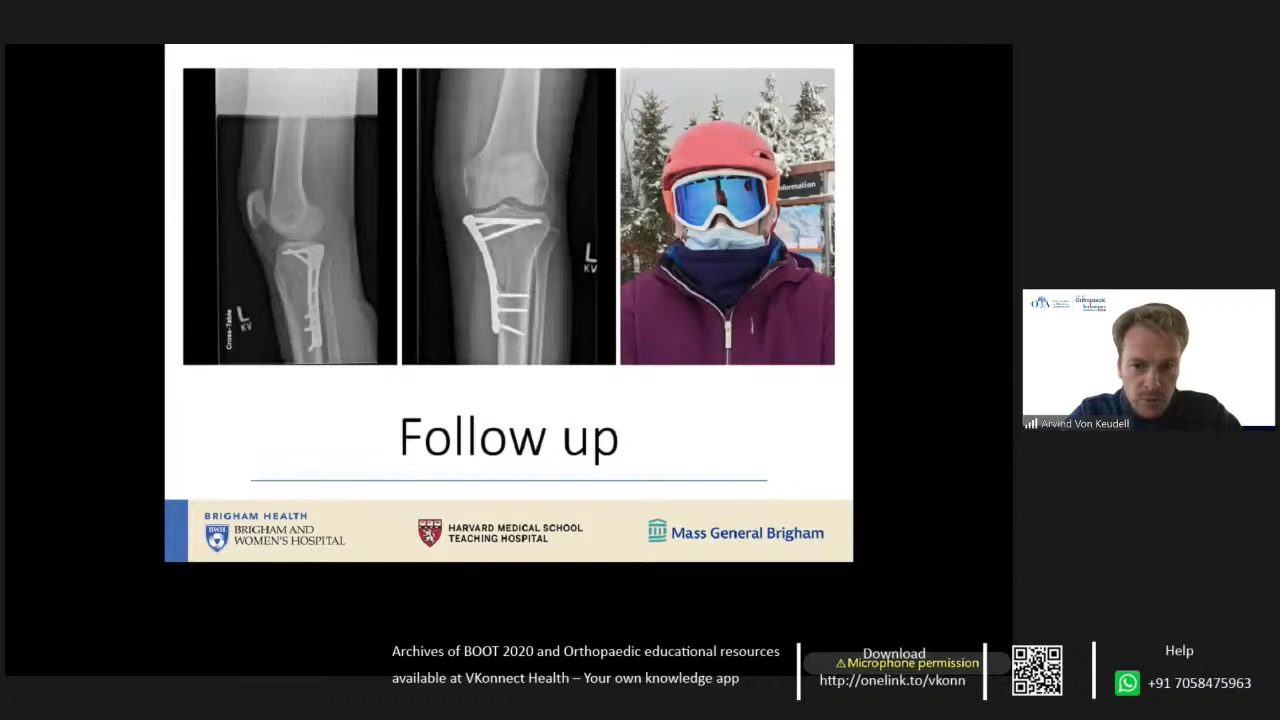 Information
L
KV
Cross-Table
L
KV
Follow up
BRIGHAM HEALTH
BWH
BRIGHAM AND
WOMEN'S HOSPITAL
HARVARD MEDICAL SCHOOL
TEACHING HOSPITAL
Mass General Brigham
Orthopaedic
Arvind Von Keudell
Archives of BOOT 2020 and Orthopaedic educational resources
available at VKonnect Health – Your own knowledge app
Download
⚠Microphone permission
http://onelink.to/vkonn
Help
+91 7058475963